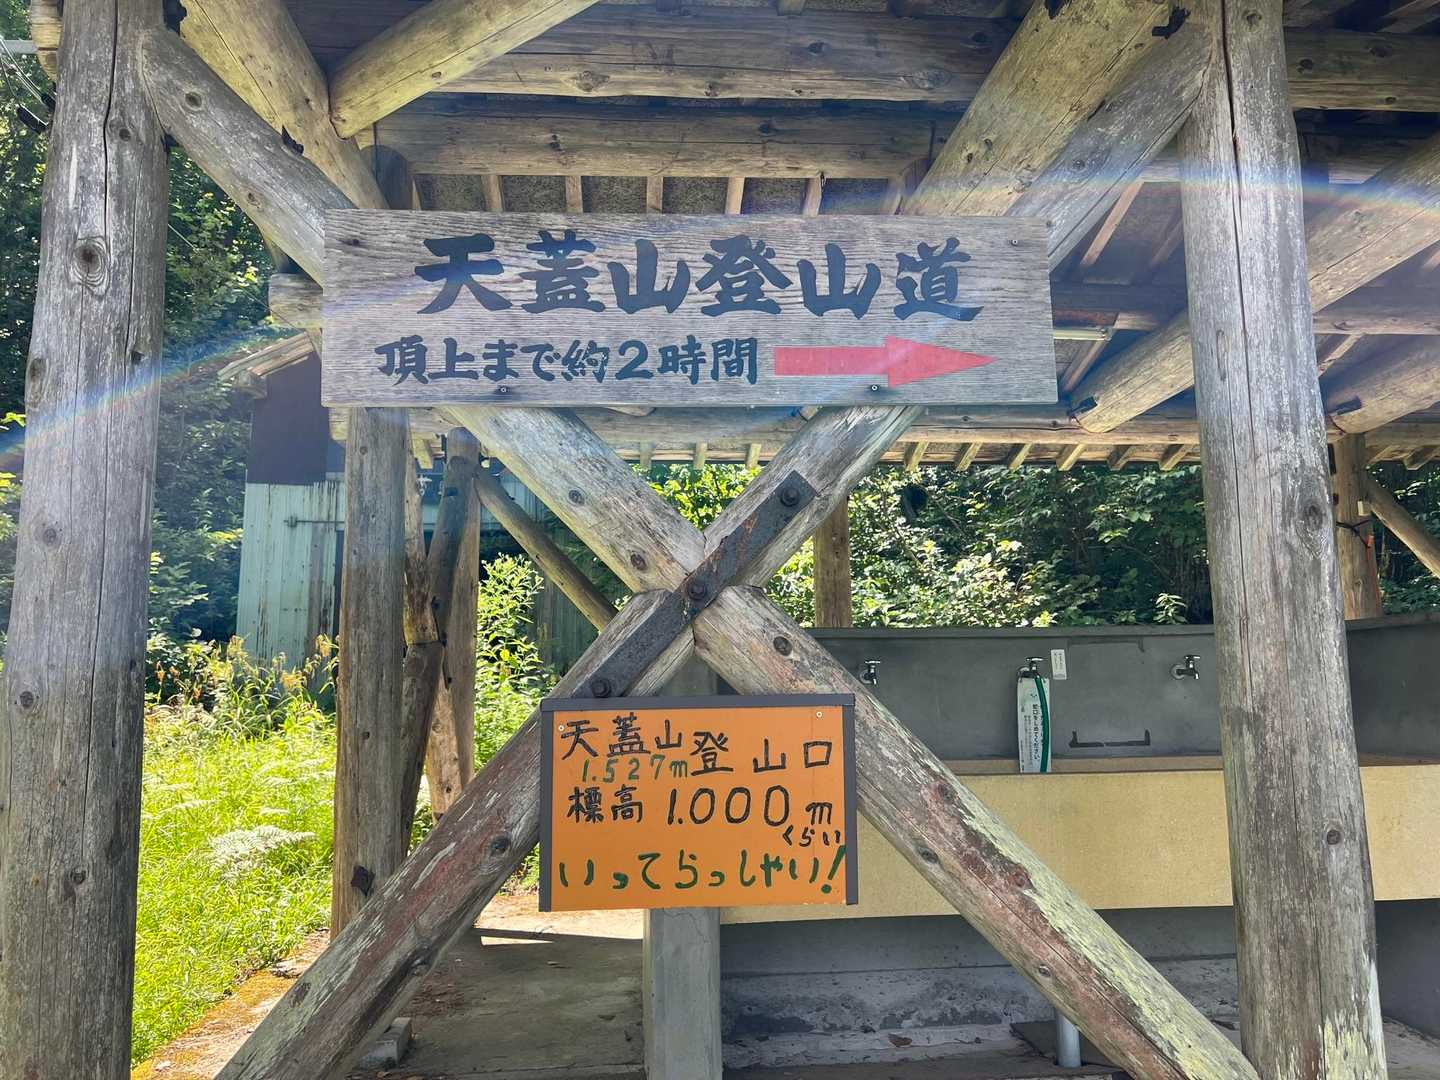 天蓋山登山道
頂上まで約2時間
天蓋山登山口
1.527m
標高 1.000m
くらい
いってらっしゃい!